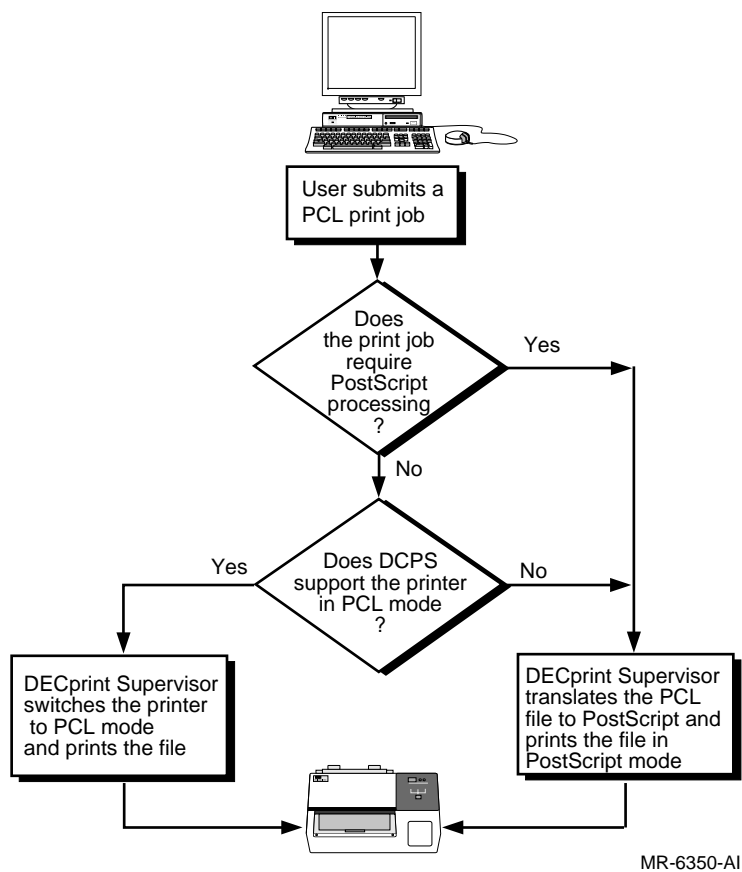 User submits a
PCL print job
Does
the print job
require
PostScript
processing
?
Yes
No
Does DCPS
support the printer
in PCL mode
?
Yes
No
DECprint Supervisor
switches the printer
to PCL mode
and prints the file
DECprint Supervisor
translates the PCL
file to PostScript and
prints the file in
PostScript mode
MR-6350-AI